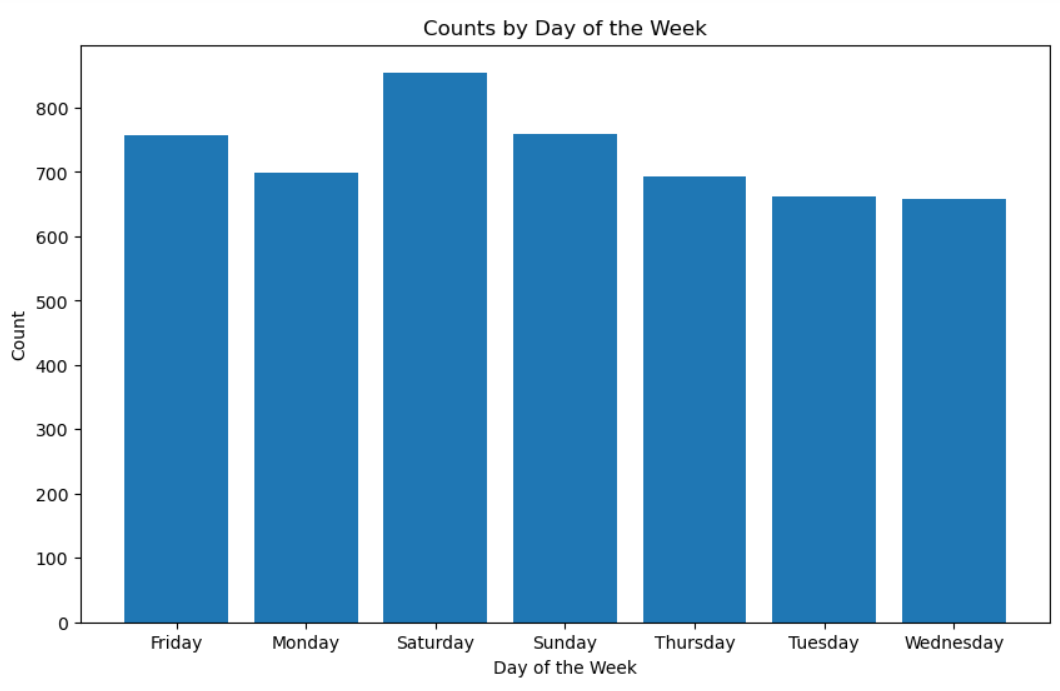 Counts by Day of the Week
800
700
600
500
400
300
200
100
0
Count
Friday Monday Saturday Sunday Thursday Tuesday Wednesday
Day of the Week